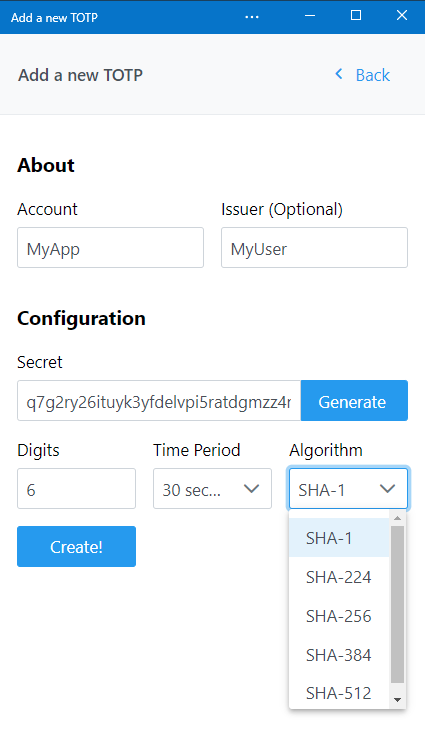 Add a new TOTP
Add a new TOTP
Back
About
Account
Issuer (Optional)
MyApp
MyUser
Configuration
Secret
q7g2ry26ituyk3yfdelvpi5ratdgmzz4r
Generate
Digits
Time Period
Algorithm
6
30 sec...
SHA-1
Create!
SHA-1
SHA-224
SHA-256
SHA-384
SHA-512